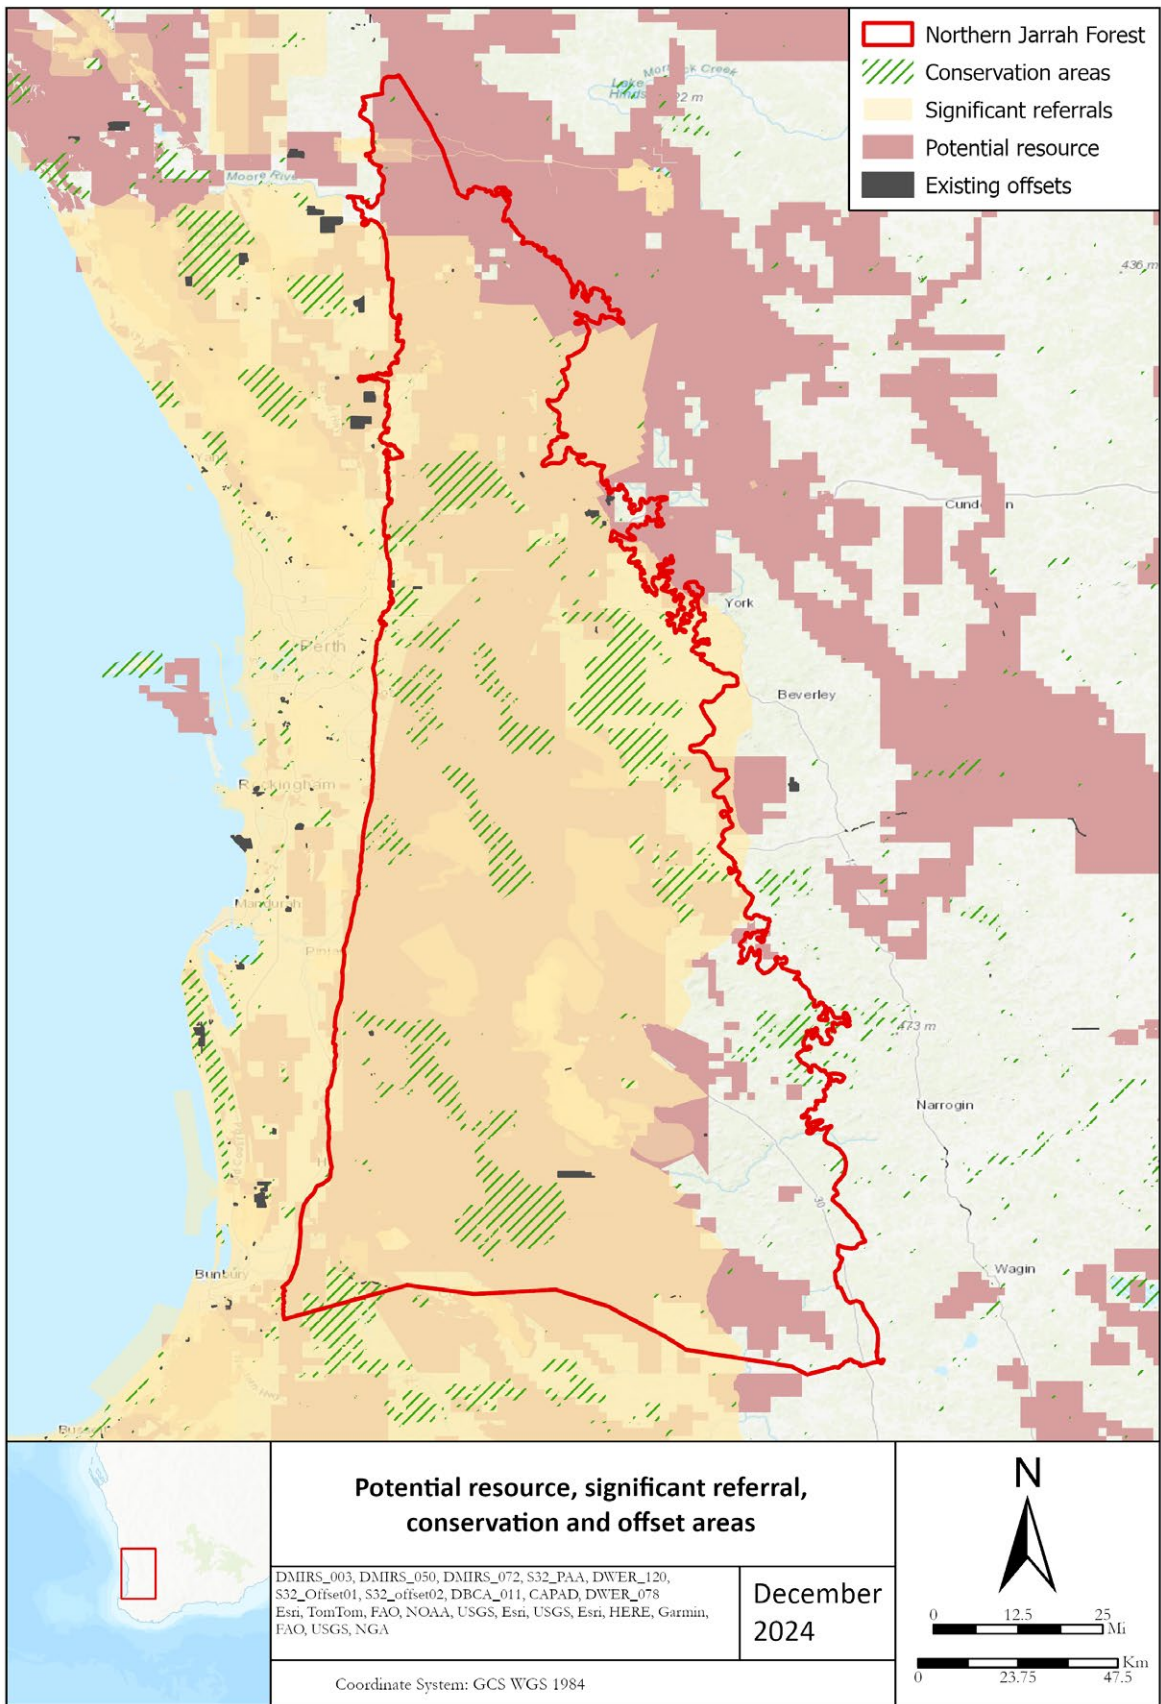 Northern Jarrah Forest
Conservation areas
Significant referrals
Potential resource
Existing offsets
Lake
22 m
Moore
436 m
York
Perth
Beverley
Rockingham
Mandurah
473 m
Narrogin
30
Wagin
Bunbury
Potential resource, significant referral,
conservation and offset areas
DMIRS_003, DMIRS_050, DMIRS_072, S32_PAA, DWER_120,
S32_Offset01, S32_offset02, DBCA_011, CAPAD, DWER_078
Esri, TomTom, FAO, NOAA, USGS, Esri, USGS, Esri, HERE, Garmin,
FAO, USGS, NGA
December
2024
Coordinate System: GCS WGS 1984
N
0 12.5 25
Mi
Km
0 23.75 47.5